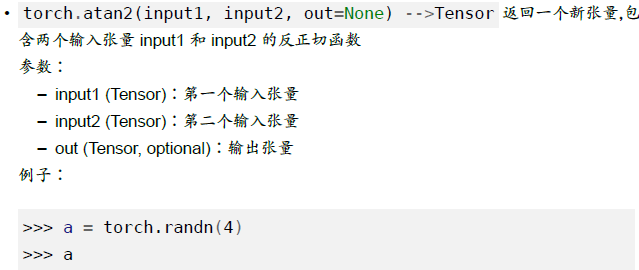 • torch.atan2(input1, input2, out=None) -->Tensor 返回一个新张量,包
含两个输入张量 input1 和 input2 的反正切函数
参数：
– input1 (Tensor)：第一个输入张量
– input2 (Tensor)：第二个输入张量
– out (Tensor, optional)：输出张量
例子：
>>> a = torch.randn(4)
>>> a